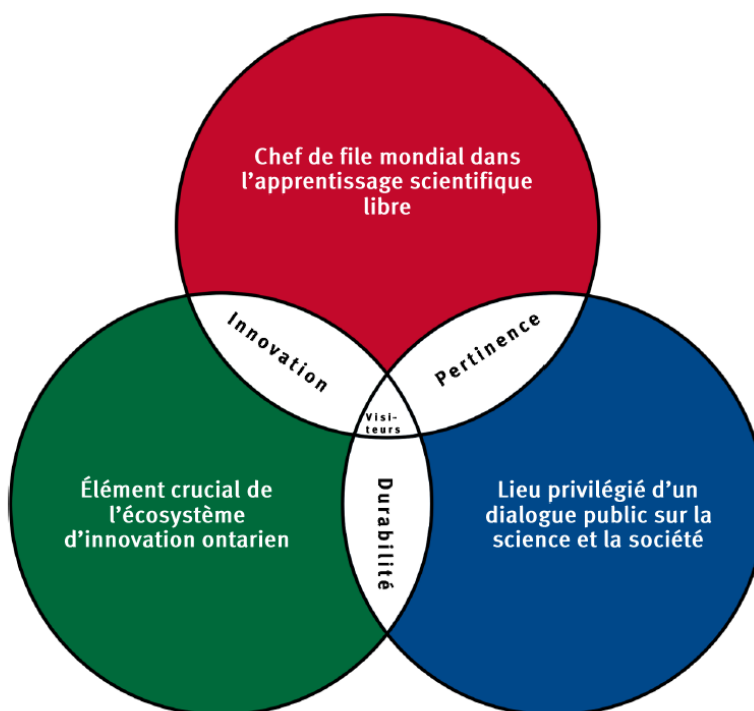 Chef de file mondial dans
l'apprentissage scientifique
libre
Innovation
Pertinence
Visi-
teurs
Élément crucial de
l'écosystème
d'innovation ontarien
Durabilité
Lieu privilégié d'un
dialogue public sur la
science et la société